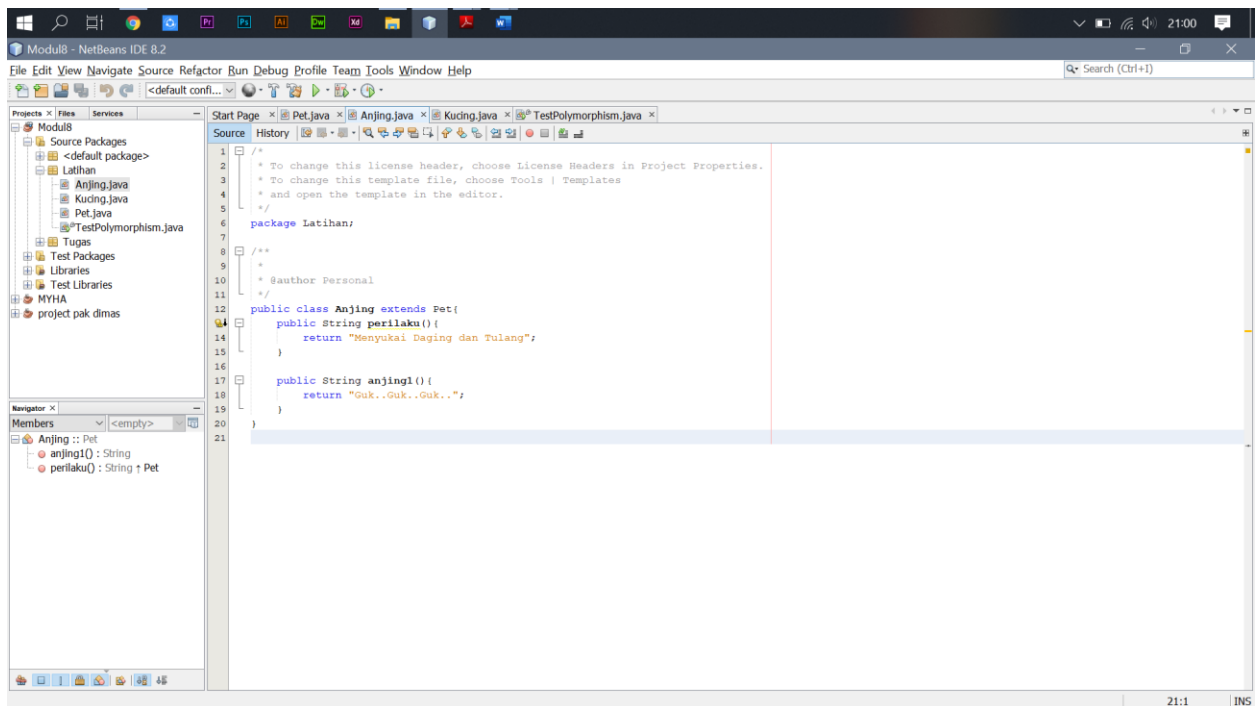 Pr Ps Ai Dw Xd 21:00
Modul8 - NetBeans IDE 8.2
File Edit View Navigate Source Refactor Run Debug Profile Team Tools Window Help
Search (Ctrl+I)
<default confi...
Projects Files Services
Modul8
Source Packages
<default package>
Latihan
Anjing.java
Kucing.java
Pet.java
TestPolymorphism.java
Tugas
Test Packages
Libraries
Test Libraries
MYHA
project pak dimas
Navigator
Members <empty>
Anjing :: Pet
anjing1() : String
perilaku() : String ↑ Pet
Start Page Pet.java Anjing.java Kucing.java TestPolymorphism.java
Source History
1 /*
2 * To change this license header, choose License Headers in Project Properties.
3 * To change this template file, choose Tools | Templates
4 * and open the template in the editor.
5 */
6 package Latihan;
7
8 /**
9 *
10 * @author Personal
11 */
12 public class Anjing extends Pet{
public String perilaku(){
14 return "Menyukai Daging dan Tulang";
15 }
16
17 public String anjing1(){
18 return "Guk..Guk..Guk..";
19 }
20 }
21
21:1 INS